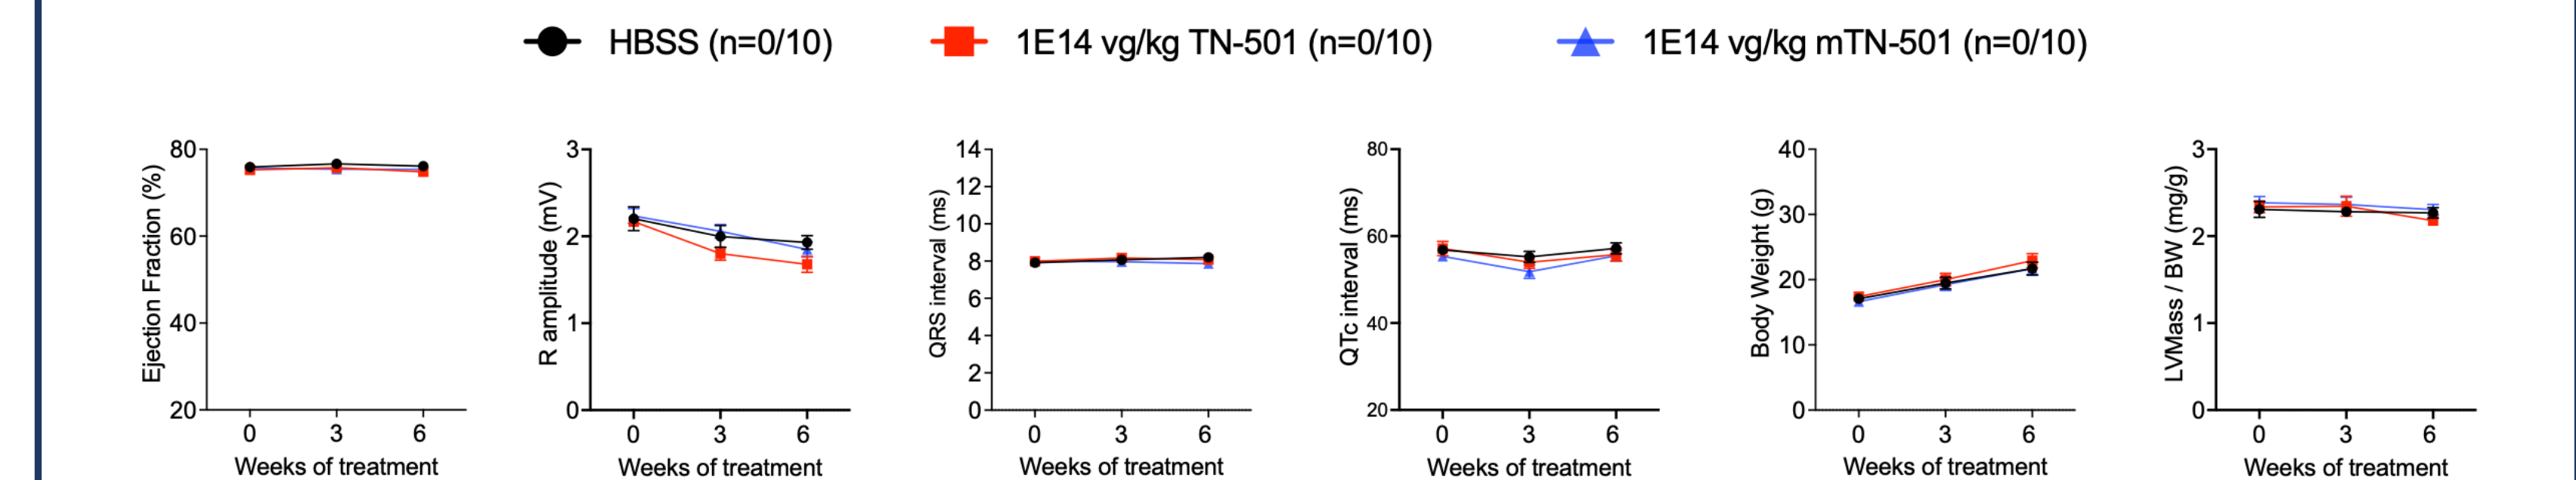 HBSS (n=0/10) 1E14 vg/kg TN-501 (n=0/10) 1E14 vg/kg mTN-501 (n=0/10)
Ejection Fraction (%)
80
60
40
20
0 3 6
Weeks of treatment
R amplitude (mV)
3
2
1
0
0 3 6
Weeks of treatment
QRS interval (ms)
14
12
10
8
6
4
2
0
0 3 6
Weeks of treatment
QTc interval (ms)
80
60
40
20
0 3 6
Weeks of treatment
Body Weight (g)
40
30
20
10
0
0 3 6
Weeks of treatment
LVMass / BW (mg/g)
3
2
1
0
0 3 6
Weeks of treatment